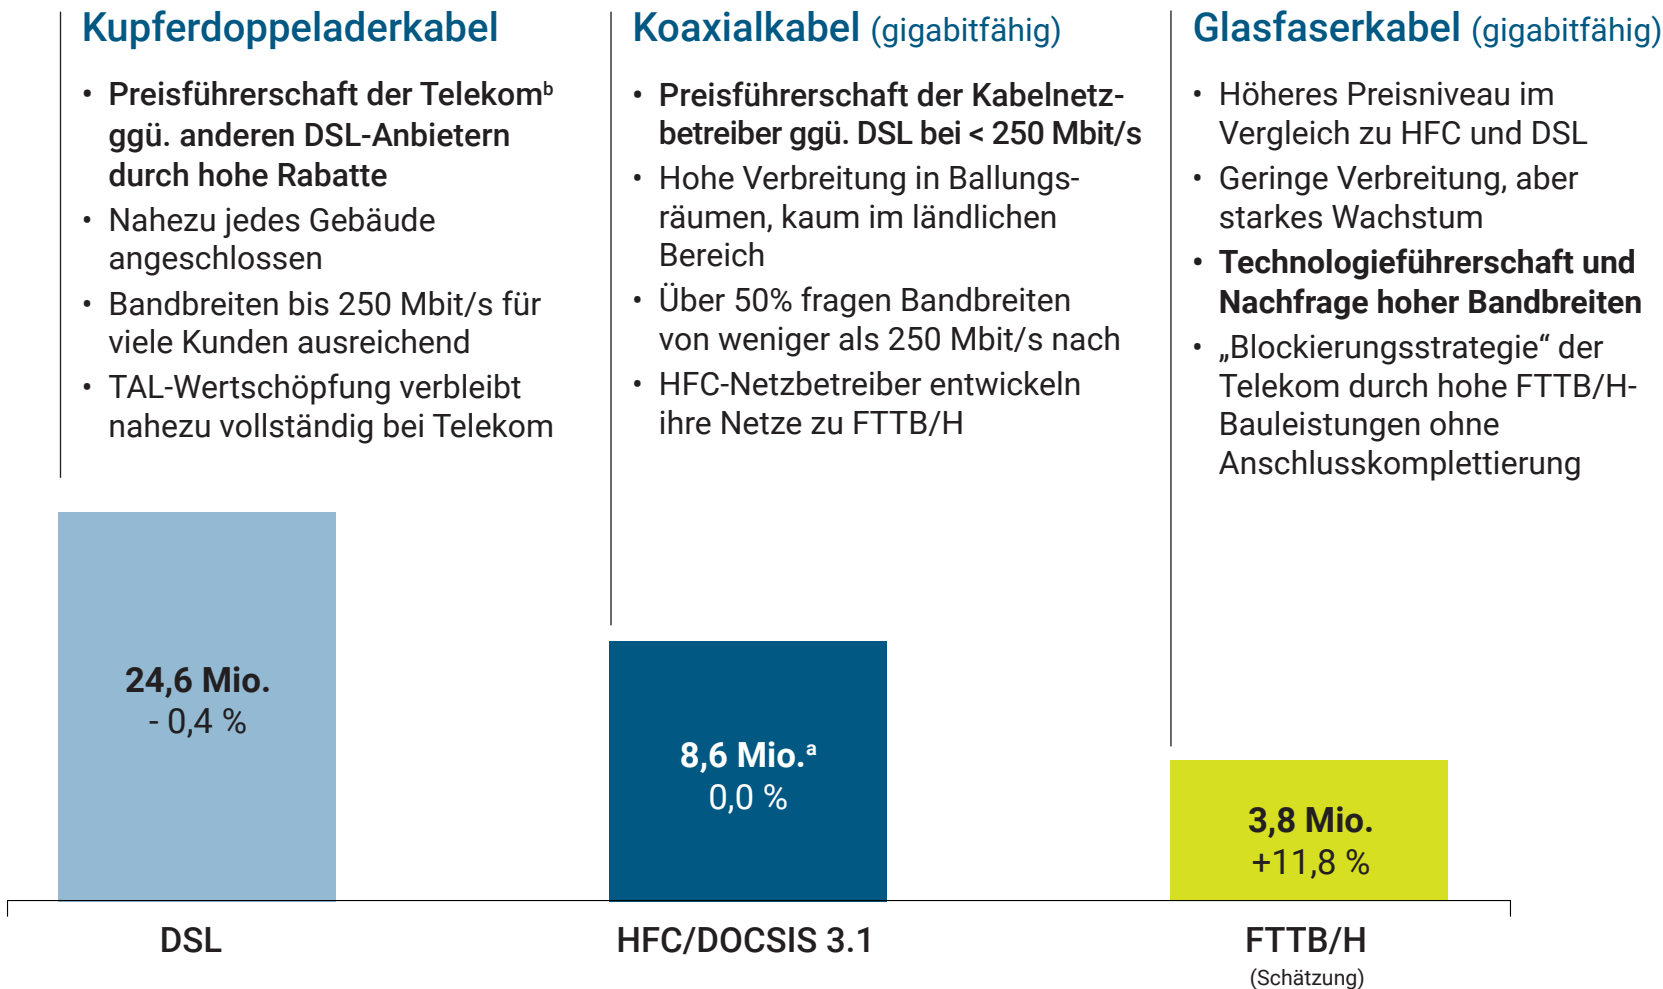 Kupferdoppeladerkabel
• Preisführerschaft der Telekomᵇ
ggü. anderen DSL-Anbietern
durch hohe Rabatte
• Nahezu jedes Gebäude
angeschlossen
• Bandbreiten bis 250 Mbit/s für
viele Kunden ausreichend
• TAL-Wertschöpfung verbleibt
nahezu vollständig bei Telekom
Koaxialkabel (gigabitfähig)
• Preisführerschaft der Kabelnetz-
betreiber ggü. DSL bei < 250 Mbit/s
• Hohe Verbreitung in Ballungs-
räumen, kaum im ländlichen
Bereich
• Über 50% fragen Bandbreiten
von weniger als 250 Mbit/s nach
• HFC-Netzbetreiber entwickeln
ihre Netze zu FTTB/H
Glasfaserkabel (gigabitfähig)
• Höheres Preisniveau im
Vergleich zu HFC und DSL
• Geringe Verbreitung, aber
starkes Wachstum
• Technologieführerschaft und
Nachfrage hoher Bandbreiten
• „Blockierungsstrategie“ der
Telekom durch hohe FTTB/H-
Bauleistungen ohne
Anschlusskomplettierung
24,6 Mio.
- 0,4 %
8,6 Mio.ᵃ
0,0 %
3,8 Mio.
+11,8 %
DSL
HFC/DOCSIS 3.1
FTTB/H
(Schätzung)